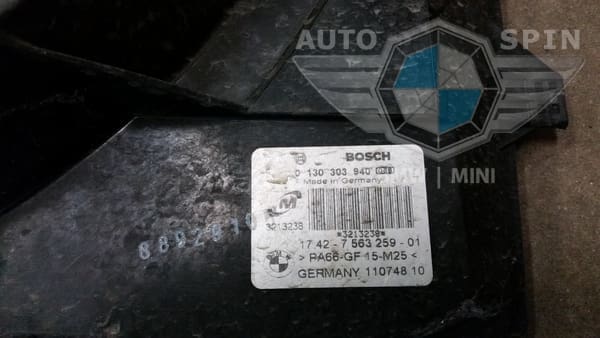 AUTO SPIN
BOSCH
0 130 303 940
Made in Germany
| MINI
M
3213238
*3213238*
17 42 - 7 563 259 - 01
> PA66-GF 15-M25 <
GERMANY 110748 10